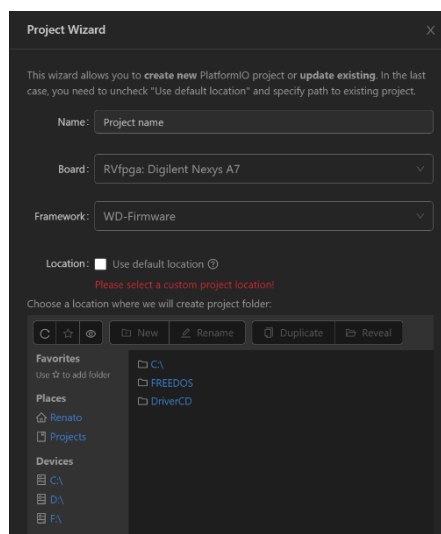 Project Wizard
This wizard allows you to create new PlatformIO project or update existing. In the last
case, you need to uncheck "Use default location" and specify path to existing project.
Name: Project name
Board: RVfpga: Digilent Nexys A7
Framework: WD-Firmware
Location: Use default location
Please select a custom project location!
Choose a location where we will create project folder:
New Rename Duplicate Reveal
Favorites
Use ☆ to add folder
Places
Renato
Projects
Devices
C:\
D:\
F:\
C:\
FREEDOS
DriverCD